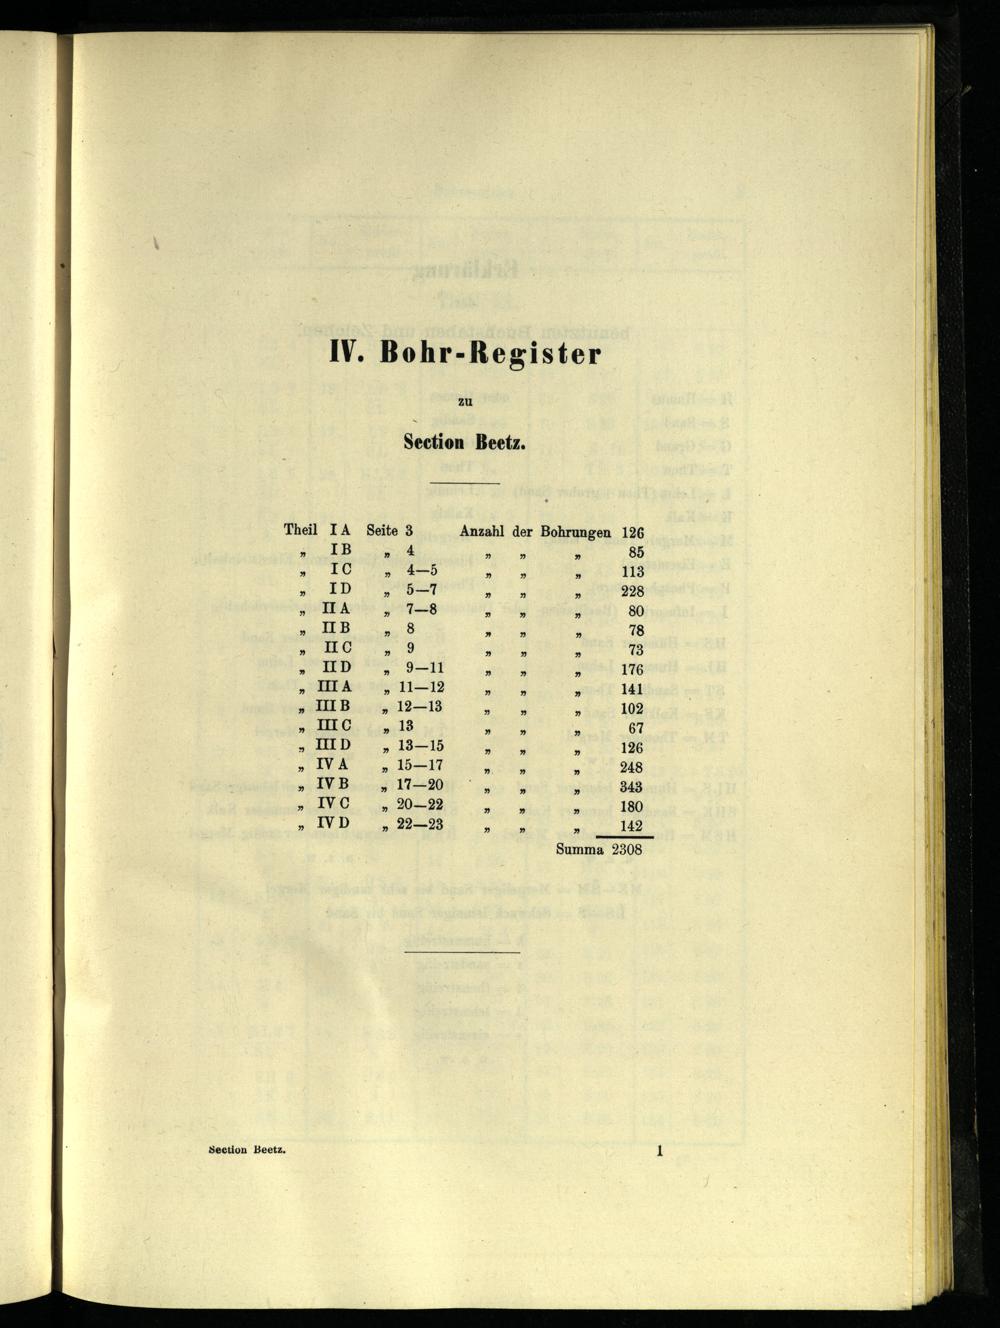 IV. Bohr-Register
zu
Section Beetz.
Theil I A Seite 3 Anzahl der Bohrungen 126
„ I B „ 4 „ „ „ 85
„ I C „ 4—5 „ „ „ 113
„ I D „ 5—7 „ „ „ 228
„ II A „ 7—8 „ „ „ 80
„ II B „ 8 „ „ „ 78
„ II C „ 9 „ „ „ 73
„ II D „ 9—11 „ „ „ 176
„ III A „ 11—12 „ „ „ 141
„ III B „ 12—13 „ „ „ 102
„ III C „ 13 „ „ „ 67
„ III D „ 13—15 „ „ „ 126
„ IV A „ 15—17 „ „ „ 248
„ IV B „ 17—20 „ „ „ 343
„ IV C „ 20—22 „ „ „ 180
„ IV D „ 22—23 „ „ „ 142
Summa 2308
Section Beetz. 1